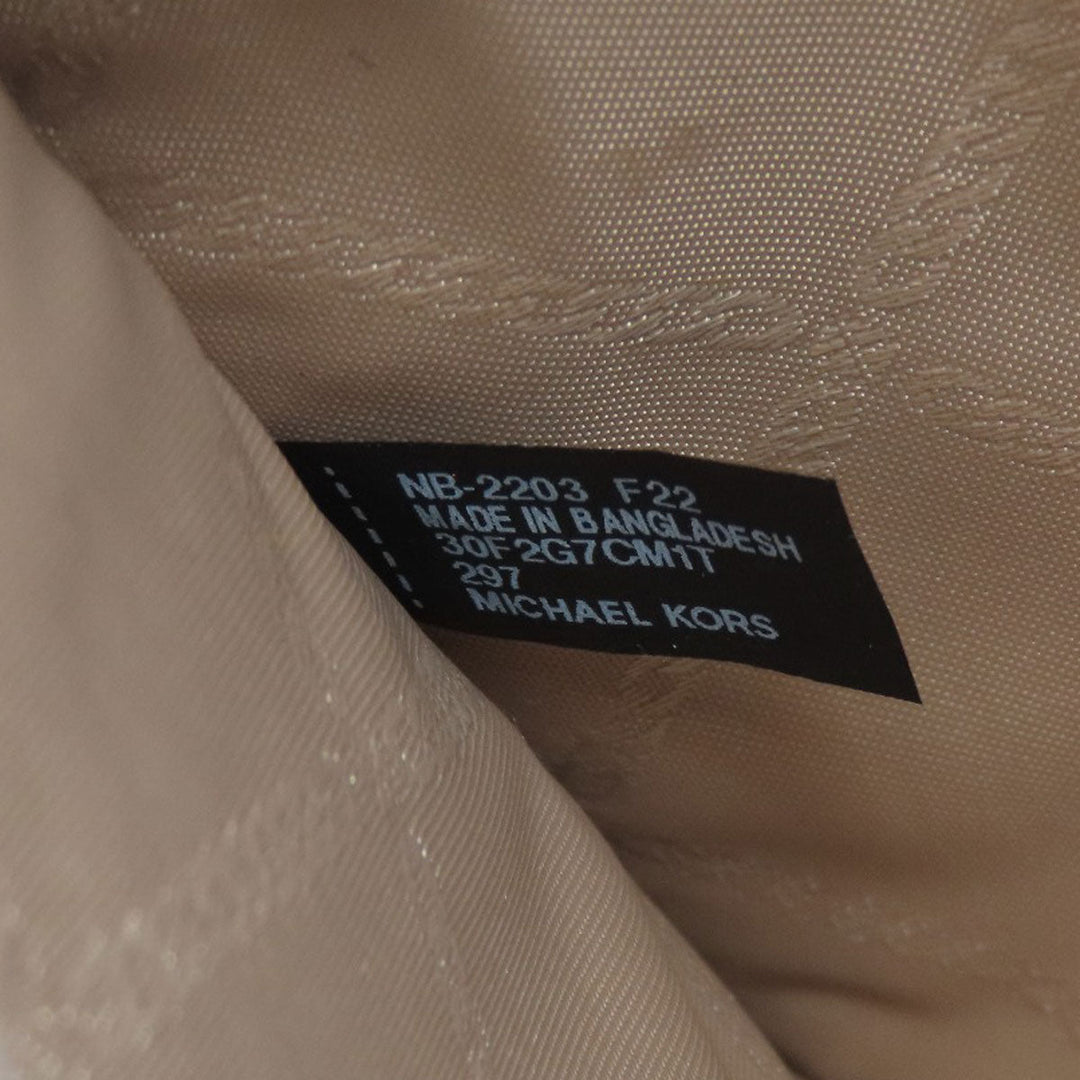 NB-2203 F22
MADE IN BANGLADESH
30F2G7CM1T
297
MICHAEL KORS